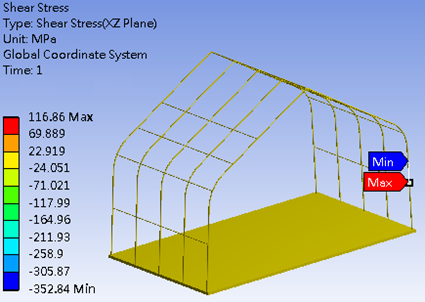 Shear Stress
Type: Shear Stress(XZ Plane)
Unit: MPa
Global Coordinate System
Time: 1
116.86 Max
69.889
22.919
-24.051
-71.021
-117.99
-164.96
-211.93
-258.9
-305.87
-352.84 Min
Min
Max